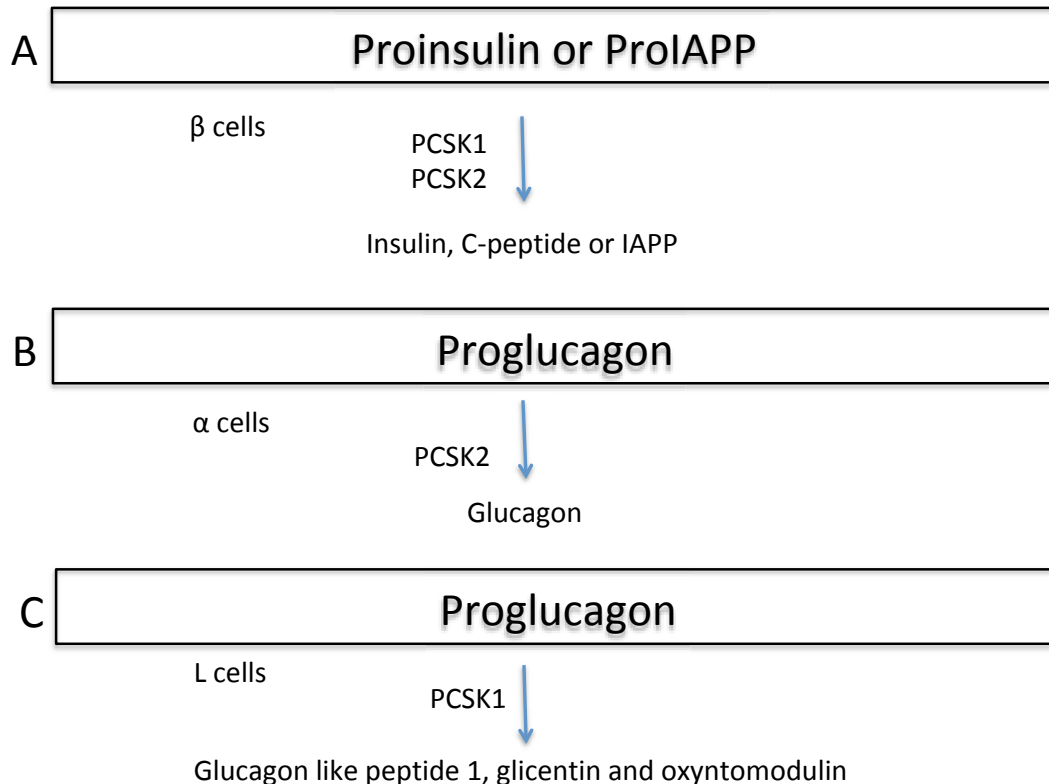 A
Proinsulin or ProIAPP
β cells
PCSK1
PCSK2
Insulin, C-peptide or IAPP
B
Proglucagon
α cells
PCSK2
Glucagon
C
Proglucagon
L cells
PCSK1
Glucagon like peptide 1, glicentin and oxyntomodulin